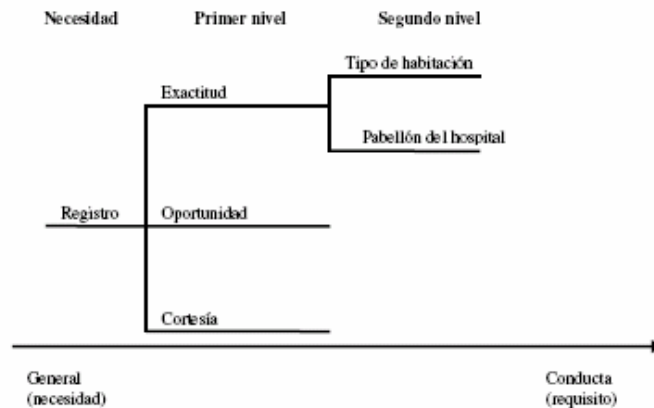 Necesidad Primer nivel Segundo nivel
Tipo de habitación
Exactitud
Pabellón del hospital
Registro Oportunidad
Cortesía
General Conducta
(necesidad) (requisito)